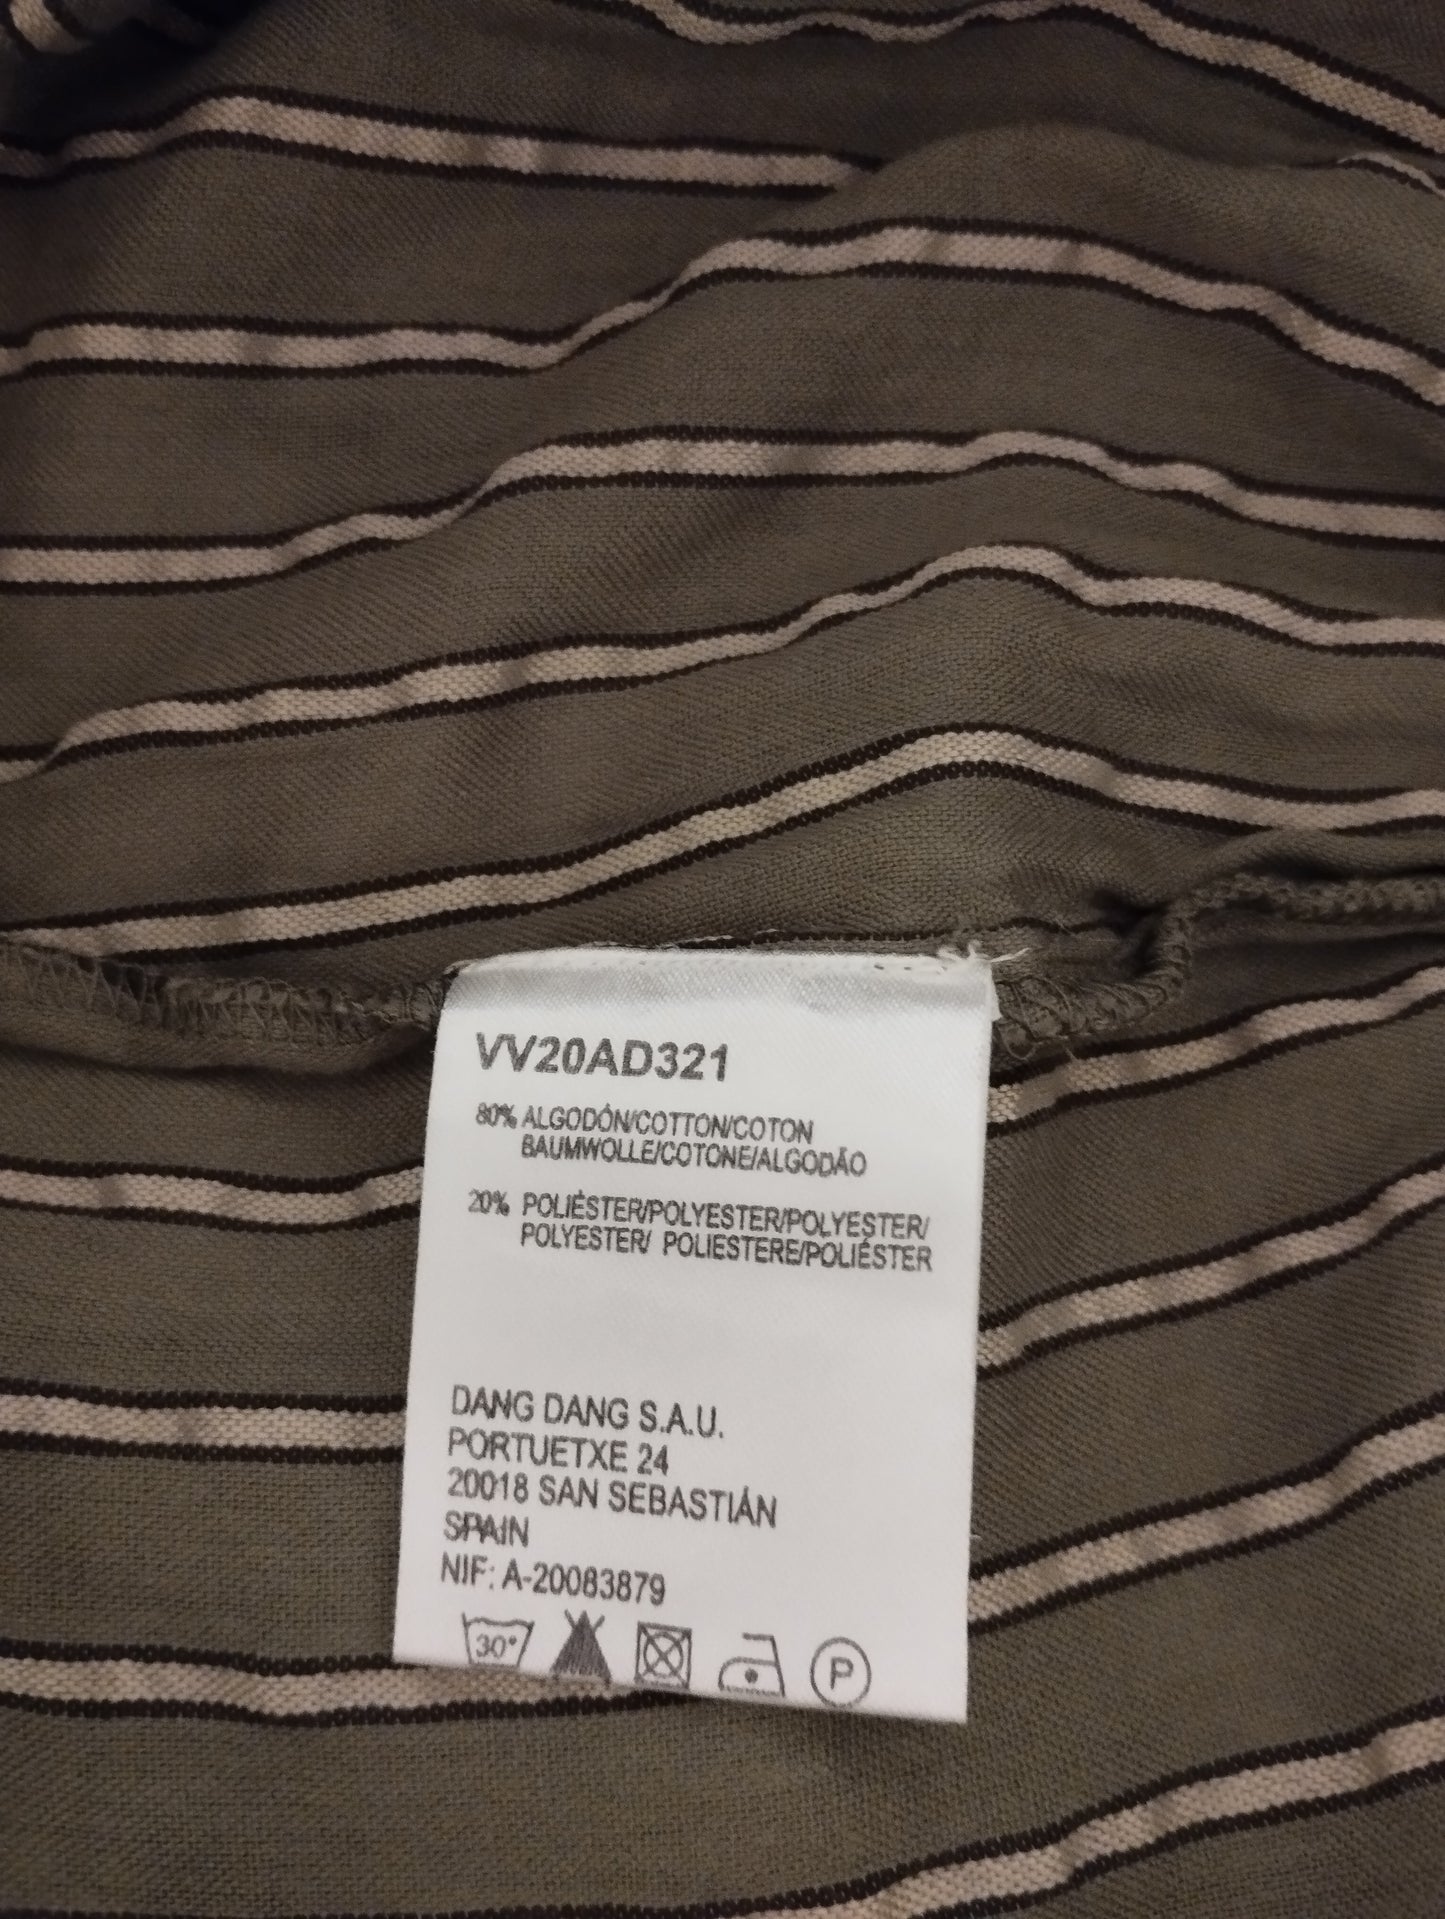 VV20AD321
80% ALGODÓN/COTTON/COTON
BAUMWOLLE/COTONE/ALGODÃO
20% POLIÉSTER/POLYESTER/POLYESTER/
POLYESTER/ POLIESTERE/POLIÉSTER
DANG DANG S.A.U.
PORTUETXE 24
20018 SAN SEBASTIÁN
SPAIN
NIF: A-20083879
30° P